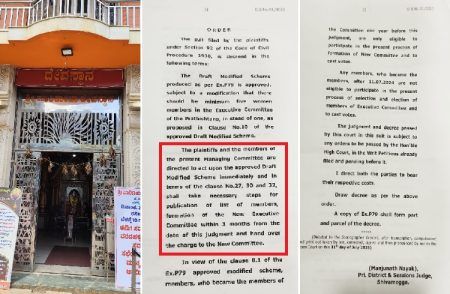 ದೇವಸ್ಥಾನ
ORDER
The suit filed by the plaintiffs
under Section 92 of the Code of Civil
Procedure 1908, is decreed in the
following terms:
The Draft Modified Scheme
produced as per Ex.P79 is approved,
subject to a modification that there
should be minimum five women
members in the Executive Committee
of the Prathishtana, in stead of one, as
proposed in Clause No.10 of the
approved Draft Modified Scheme.
The plaintiffs and the members of
the present Managing Committee are
directed to act upon the approved Draft
Modified Scheme immediately and in
terms of the clause No.27, 30 and 32,
shall take necessary steps for
publication of list of members,
formation of the New Executive
Committee within 3 months from the
date of this judgment and hand over
the charge to the New Committee.
In view of the clause 8.1 of the
Ex.P79 approved modified scheme,
members, who became the members of
the Committee one year before this
judgment, are only eligible to
participate in the present process of
formation of New Committee and to
cast votes.
Any members, who became the
members, after 11.07.2024 are not
eligible to participate in the present
process of selection and election of
members of Executive Committee and
to cast votes.
The judgment and decree passed
by this court in this suit is subject to
any orders to be passed by the Hon'ble
High Court, in the Writ Petitions already
filed and pending before it.
I direct both the parties to bear
their respective costs.
Draw decree as per the above
order.
A copy of Ex.P79 shall form part
and parcel of the decree.
(Manjunath Nayak),
Prl. District & Sessions Judge,
Shivamogga.